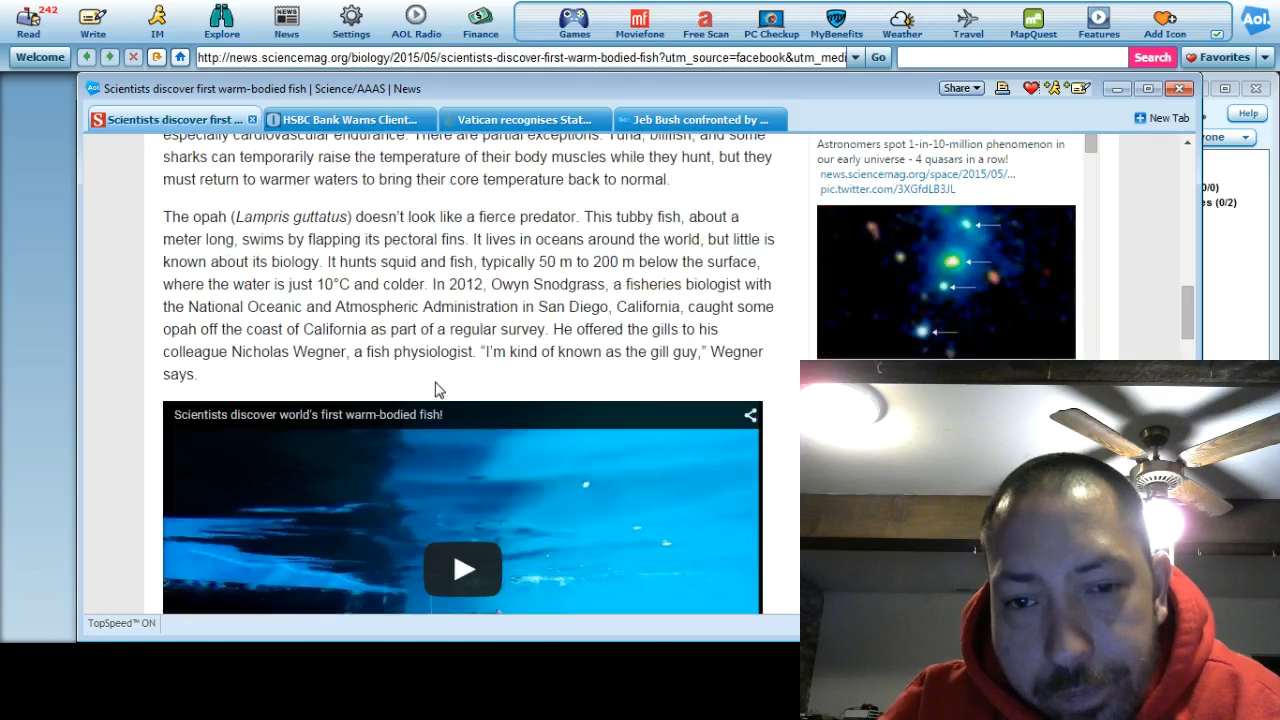 242
Read
Write
IM
Explore
News
Settings
AOL Radio
Finance
Games
Moviefone
Free Scan
PC Checkup
MyBenefits
Weather
Travel
MapQuest
Features
Add Icon
Aol.
Welcome
http://news.sciencemag.org/biology/2015/05/scientists-discover-first-warm-bodied-fish?utm_source=facebook&utm_medi
Go
Search
Favorites
Scientists discover first warm-bodied fish | Science/AAAS | News
Share
Help
Scientists discover first ...
HSBC Bank Warns Client...
Vatican recognises Stat...
Jeb Bush confronted by ...
New Tab
especially cardiovascular endurance. There are partial exceptions. Tuna, billfish, and some
sharks can temporarily raise the temperature of their body muscles while they hunt, but they
must return to warmer waters to bring their core temperature back to normal.
The opah (Lampris guttatus) doesn't look like a fierce predator. This tubby fish, about a
meter long, swims by flapping its pectoral fins. It lives in oceans around the world, but little is
known about its biology. It hunts squid and fish, typically 50 m to 200 m below the surface,
where the water is just 10°C and colder. In 2012, Owyn Snodgrass, a fisheries biologist with
the National Oceanic and Atmospheric Administration in San Diego, California, caught some
opah off the coast of California as part of a regular survey. He offered the gills to his
colleague Nicholas Wegner, a fish physiologist. “I'm kind of known as the gill guy,” Wegner
says.
Scientists discover world's first warm-bodied fish!
Astronomers spot 1-in-10-million phenomenon in
our early universe - 4 quasars in a row!
news.sciencemag.org/space/2015/05/...
pic.twitter.com/3XGfdLB3JL
yone
/0)
es (0/2)
TopSpeed™ ON